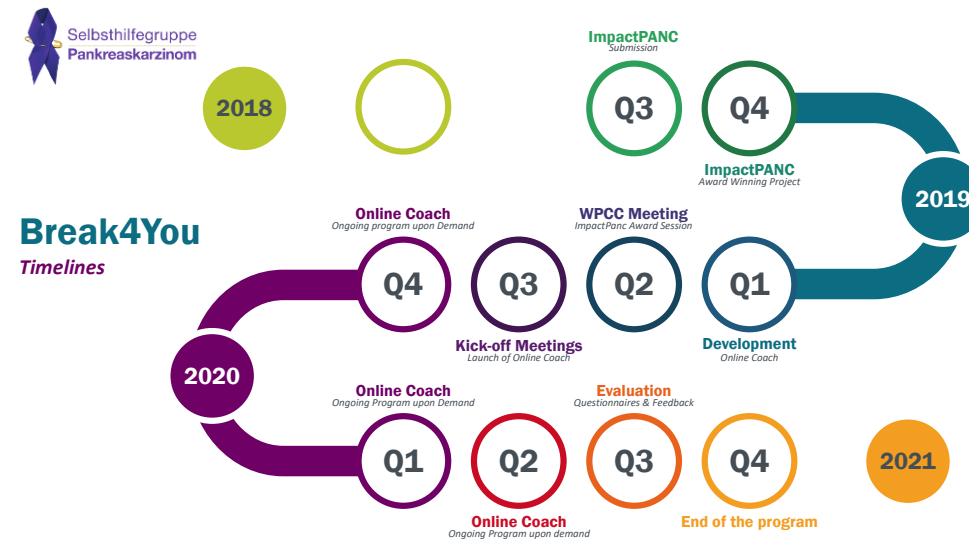 Selbsthilfegruppe
Pankreaskarzinom
2018
ImpactPANC
Submission
Q3
Q4
ImpactPANC
Award Winning Project
2019
Break4You
Timelines
Online Coach
Ongoing program upon Demand
Q4
Q3
Kick-off Meetings
Launch of Online Coach
WPCC Meeting
ImpactPanc Award Session
Q2
Q1
Development
Online Coach
2020
Online Coach
Ongoing Program upon Demand
Q1
Q2
Online Coach
Ongoing Program upon demand
Evaluation
Questionnaires & Feedback
Q3
Q4
End of the program
2021